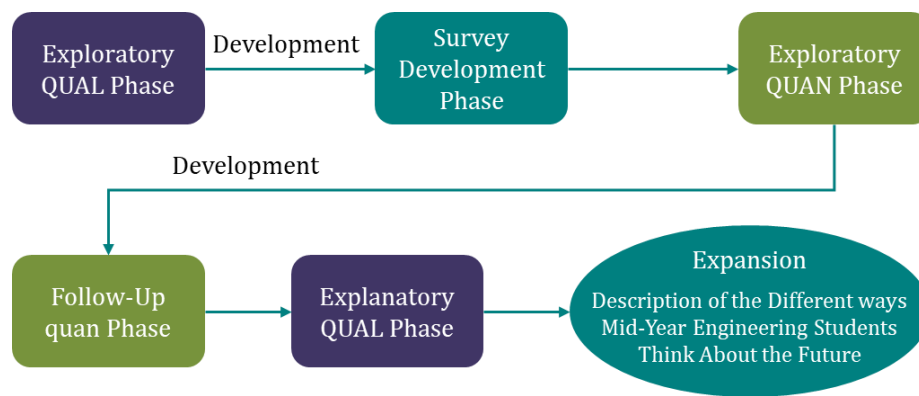 Exploratory
QUAL Phase
Development
Survey
Development
Phase
Exploratory
QUAN Phase
Development
Follow-Up
quan Phase
Explanatory
QUAL Phase
Expansion
Description of the Different ways
Mid-Year Engineering Students
Think About the Future